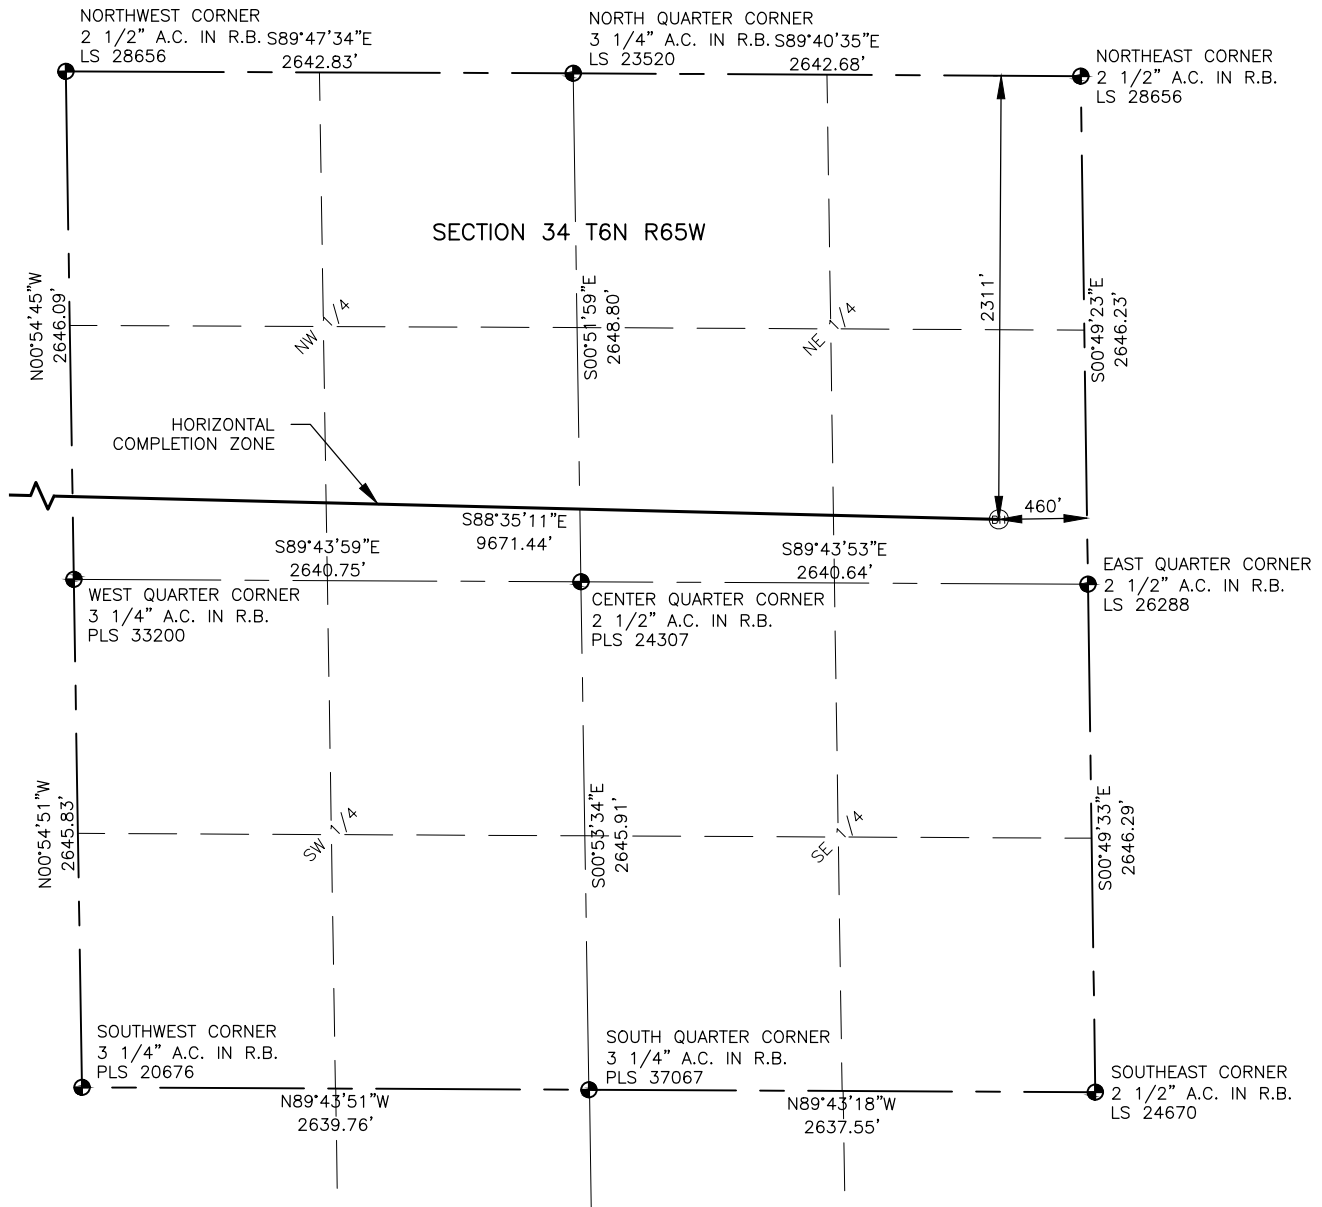 NORTHWEST CORNER
2 1/2” A.C. IN R.B.
LS 28656
S89°47’34”E
2642.83’
NORTH QUARTER CORNER
3 1/4” A.C. IN R.B.
LS 23520
S89°40’35”E
2642.68’
NORTHEAST CORNER
2 1/2” A.C. IN R.B.
LS 28656
SECTION 34 T6N R65W
N00°54’45”W
2646.09’
NW 1/4
S00°51’59”E
2648.80’
NE 1/4
2311’
S00°49’23”E
2646.23’
HORIZONTAL
COMPLETION ZONE
S88°35’11”E
9671.44’
460’
S89°43’59”E
2640.75’
S89°43’53”E
2640.64’
WEST QUARTER CORNER
3 1/4” A.C. IN R.B.
PLS 33200
CENTER QUARTER CORNER
2 1/2” A.C. IN R.B.
PLS 24307
EAST QUARTER CORNER
2 1/2” A.C. IN R.B.
LS 26288
N00°54’51”W
2645.83’
SW 1/4
S00°53’34”E
2645.91’
SE 1/4
S00°49’33”E
2646.29’
SOUTHWEST CORNER
3 1/4” A.C. IN R.B.
PLS 20676
N89°43’51”W
2639.76’
SOUTH QUARTER CORNER
3 1/4” A.C. IN R.B.
PLS 37067
N89°43’18”W
2637.55’
SOUTHEAST CORNER
2 1/2” A.C. IN R.B.
LS 24670